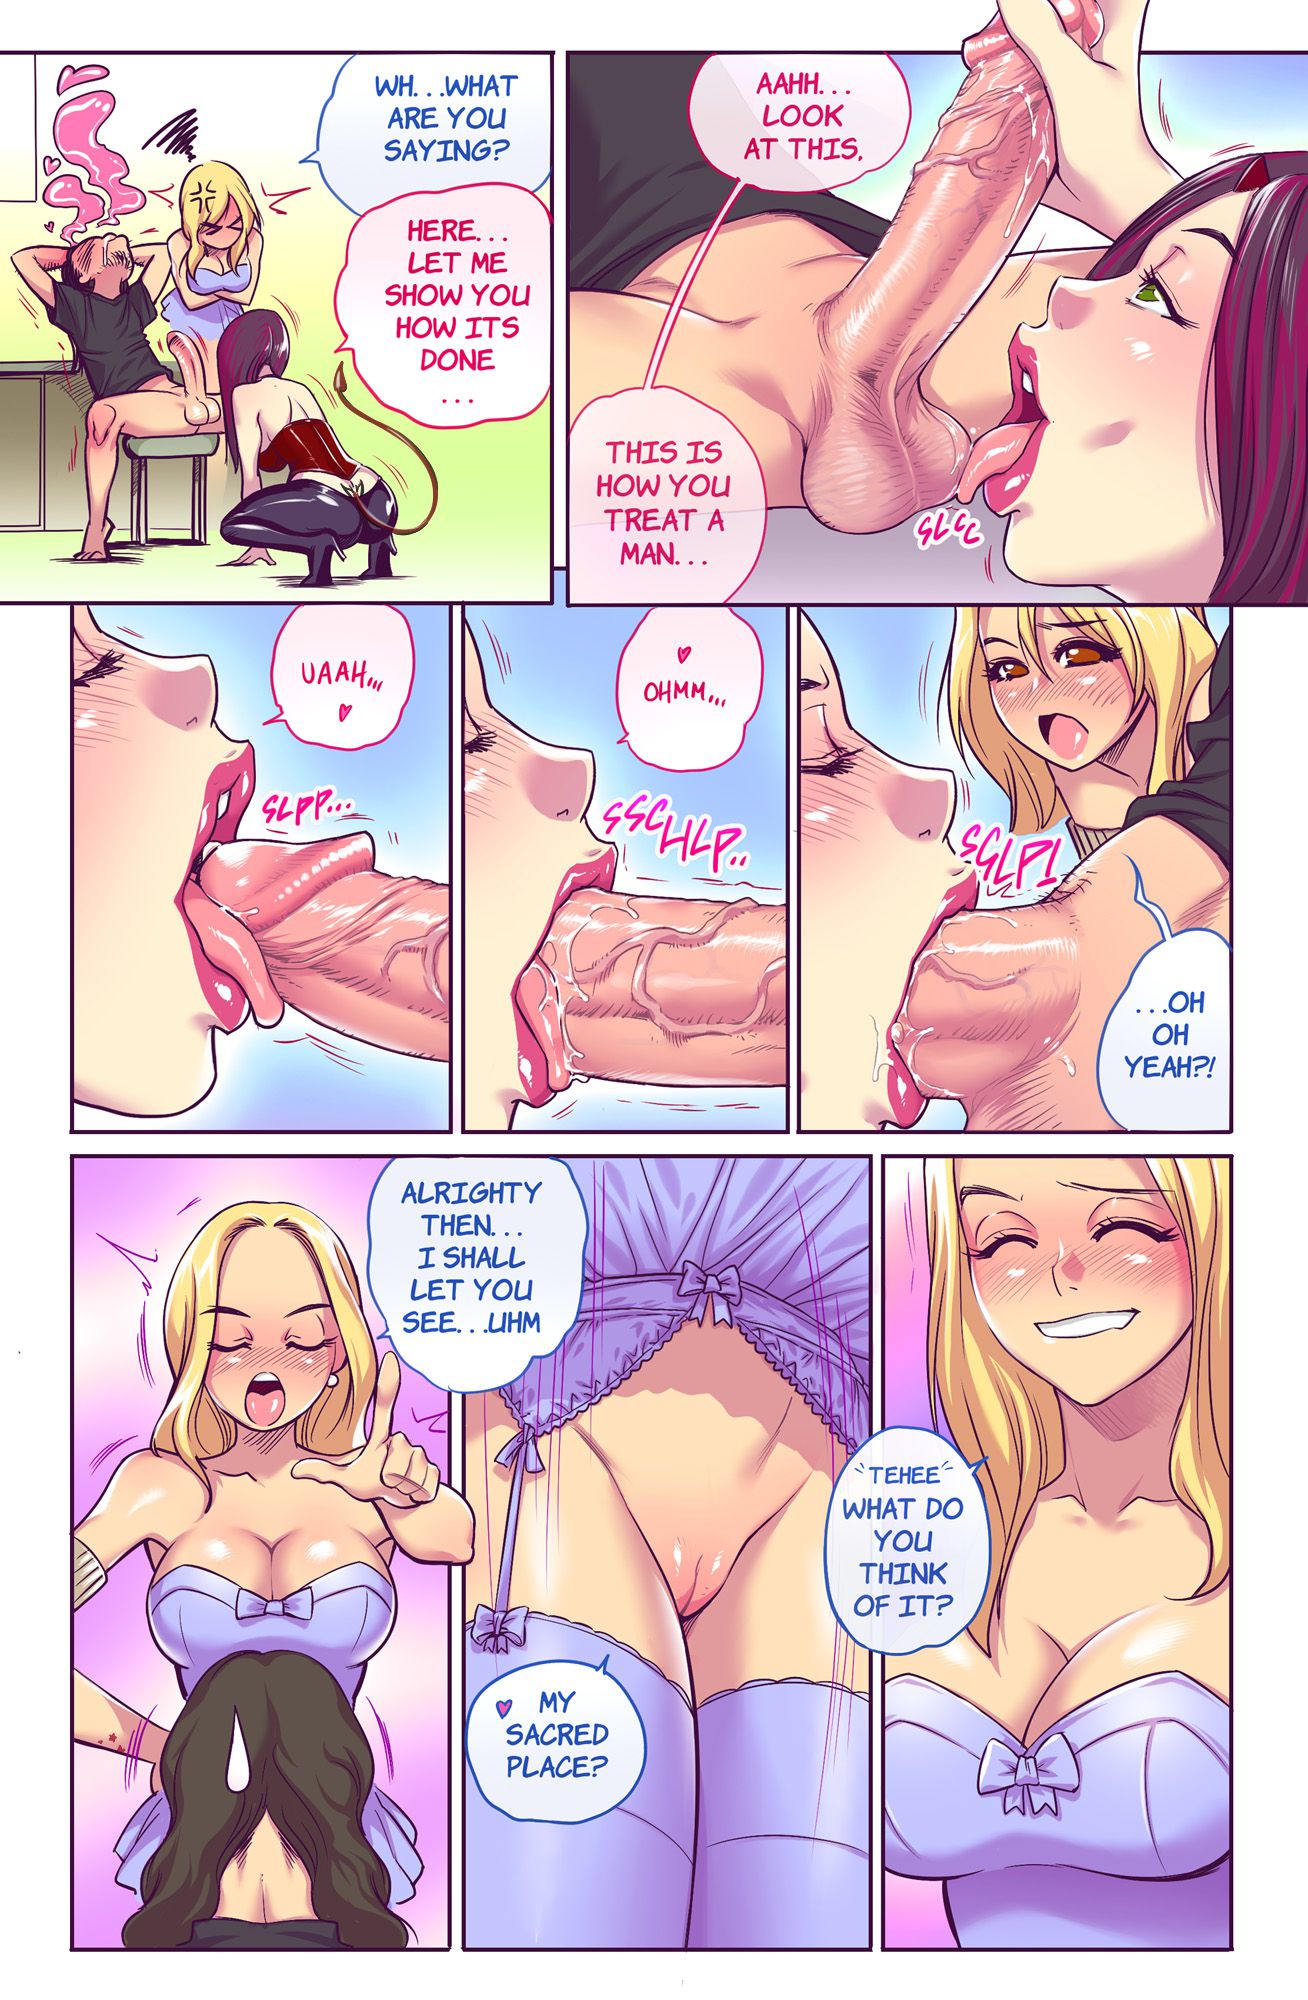 WH...WHAT
ARE YOU
SAYING?
HERE...
LET ME
SHOW YOU
HOW ITS
DONE
...
AAHH...
LOOK
AT THIS.
THIS IS
HOW YOU
TREAT A
MAN...
SLCC
UAAH...
SLPP...
OHMM...
SSCHLP..
SCHLP!
...OH
OH
YEAH?!
ALRIGHTY
THEN...
I SHALL
LET YOU
SEE...UHM
MY
SACRED
PLACE?
"TEHEE"
WHAT DO
YOU
THINK
OF IT?